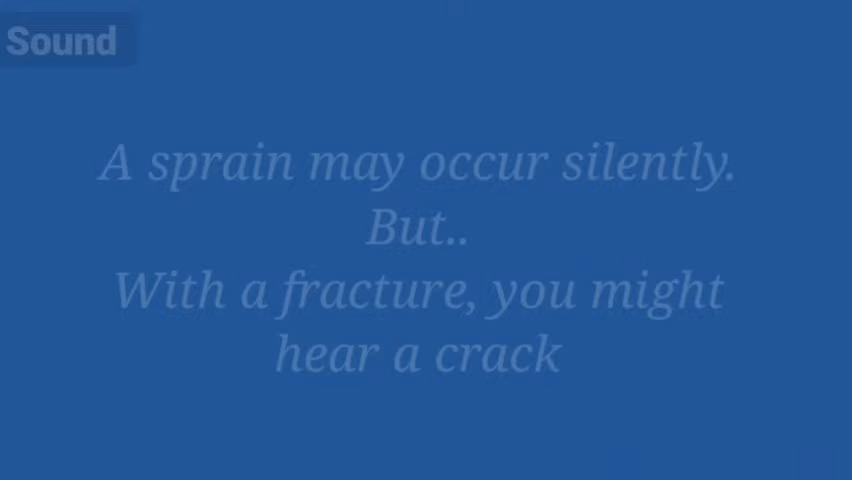 Sound
A sprain may occur silently.
But..
With a fracture, you might
hear a crack